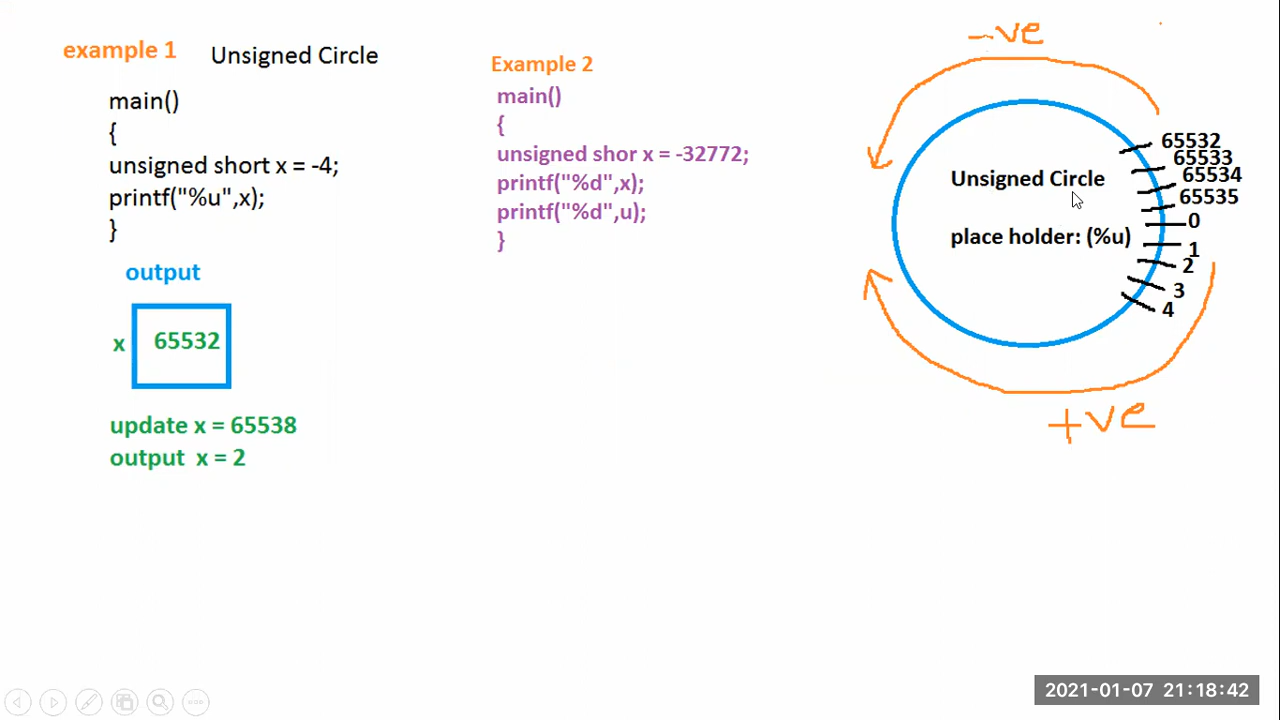 example 1
Unsigned Circle
main()
{
unsigned short x = -4;
printf("%u",x);
}
output
x
65532
update x = 65538
output x = 2
Example 2
main()
{
unsigned shor x = -32772;
printf("%d",x);
printf("%d",u);
}
-ve
65532
65533
65534
65535
0
1
2
3
4
Unsigned Circle
place holder: (%u)
+ve
2021-01-07 21:18:42